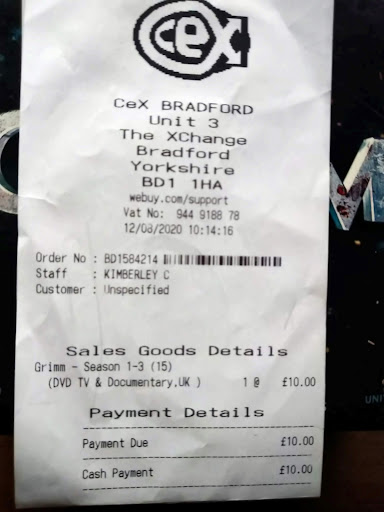 CeX
CeX BRADFORD
Unit 3
The XChange
Bradford
Yorkshire
BD1 1HA
webuy.com/support
Vat No: 944 9188 78
12/08/2020 10:14:16
Order No : BD1584214
Staff : KIMBERLEY C
Customer : Unspecified
Sales Goods Details
Grimm - Season 1-3 (15)
(DVD TV & Documentary.UK ) 1 @ £10.00
Payment Details
Payment Due £10.00
Cash Payment £10.00
M
UNI